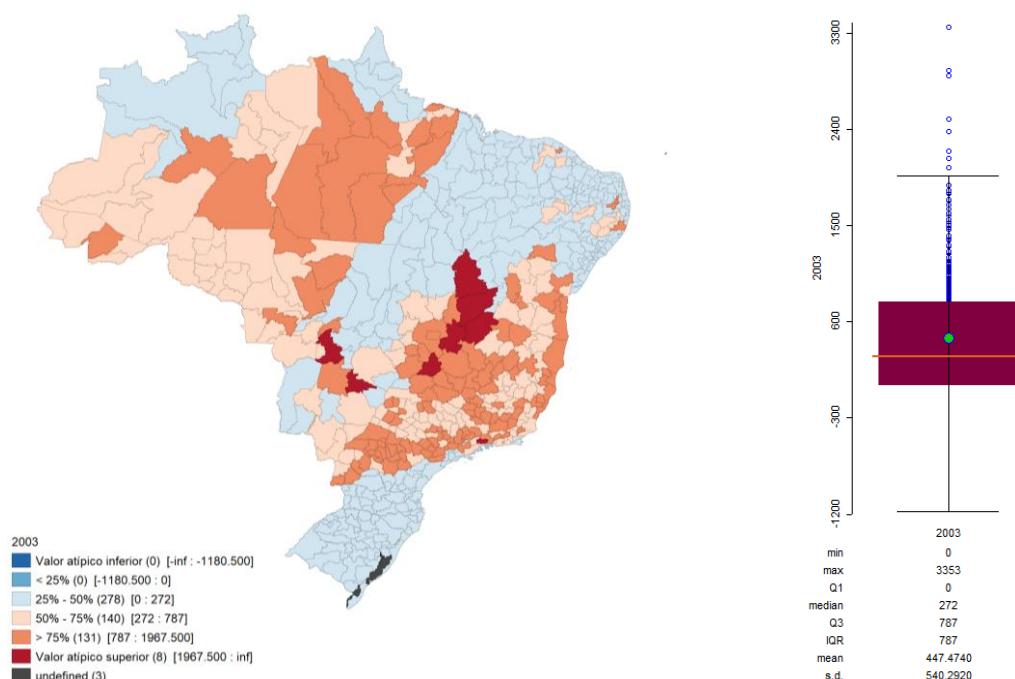 2003
Valor atípico inferior (0) [-inf : -1180.500]
< 25% (0) [-1180.500 : 0]
25% - 50% (278) [0 : 272]
50% - 75% (140) [272 : 787]
> 75% (131) [787 : 1967.500]
Valor atípico superior (8) [1967.500 : inf]
undefined (3)
3300
2400
1500
600
-300
-1200
2003
2003
min 0
max 3353
Q1 0
median 272
Q3 787
IQR 787
mean 447.4740
s.d. 540.2920